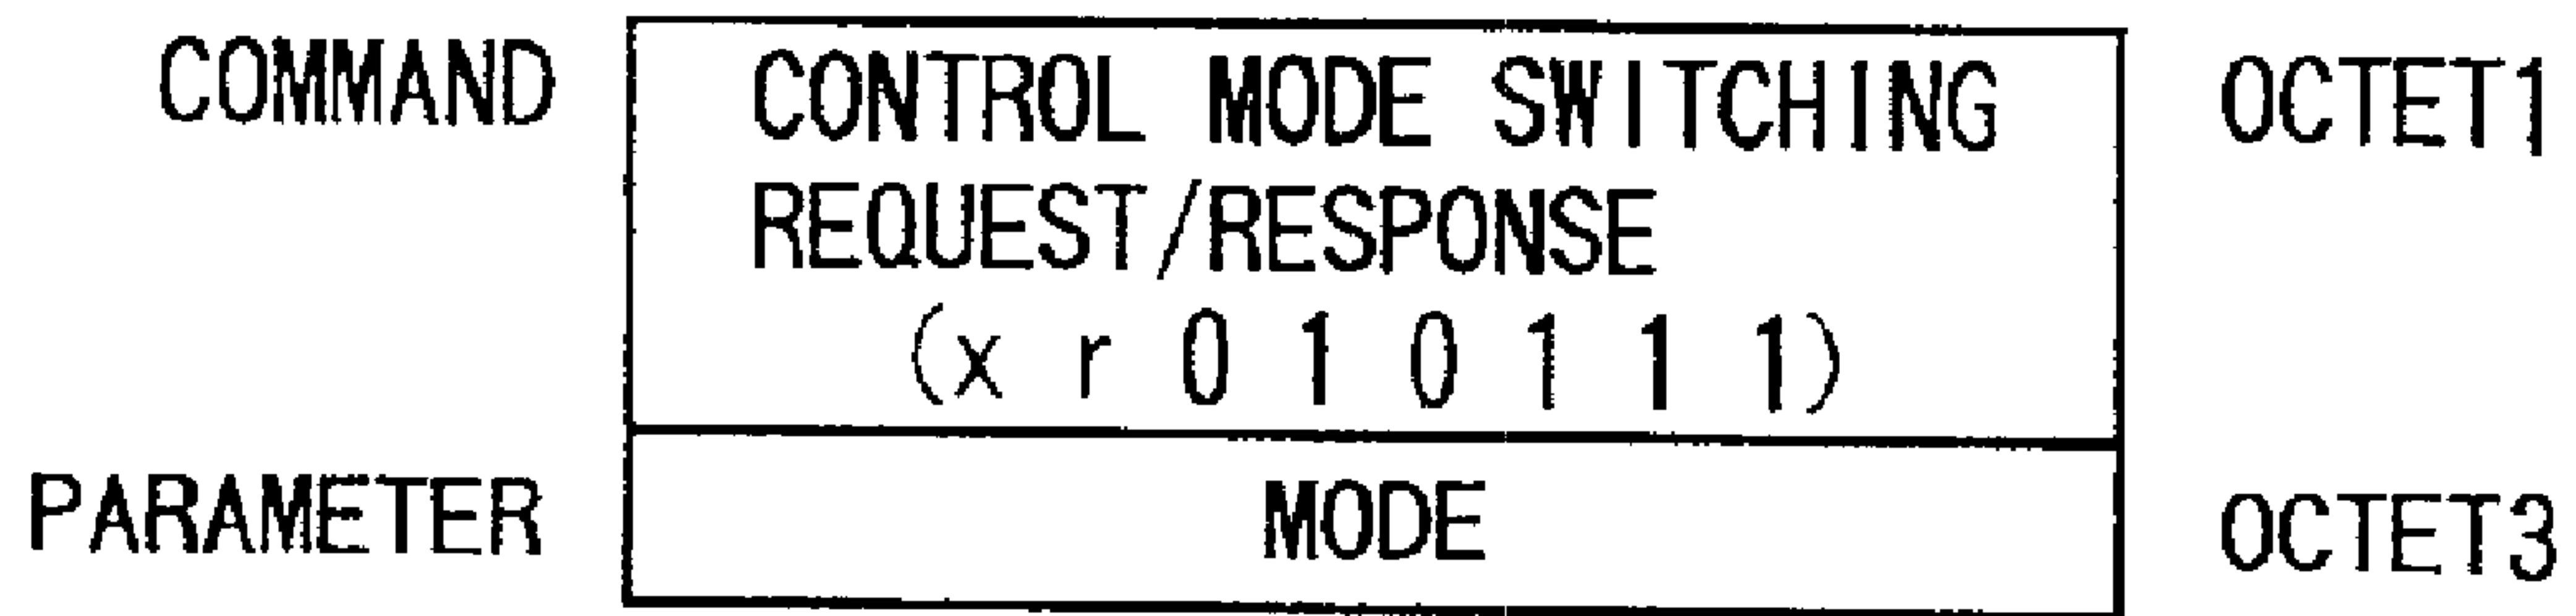 COMMAND CONTROL MODE SWITCHING OCTET1
REQUEST/RESPONSE
(x r 0 1 0 1 1 1)
PARAMETER MODE OCTET3